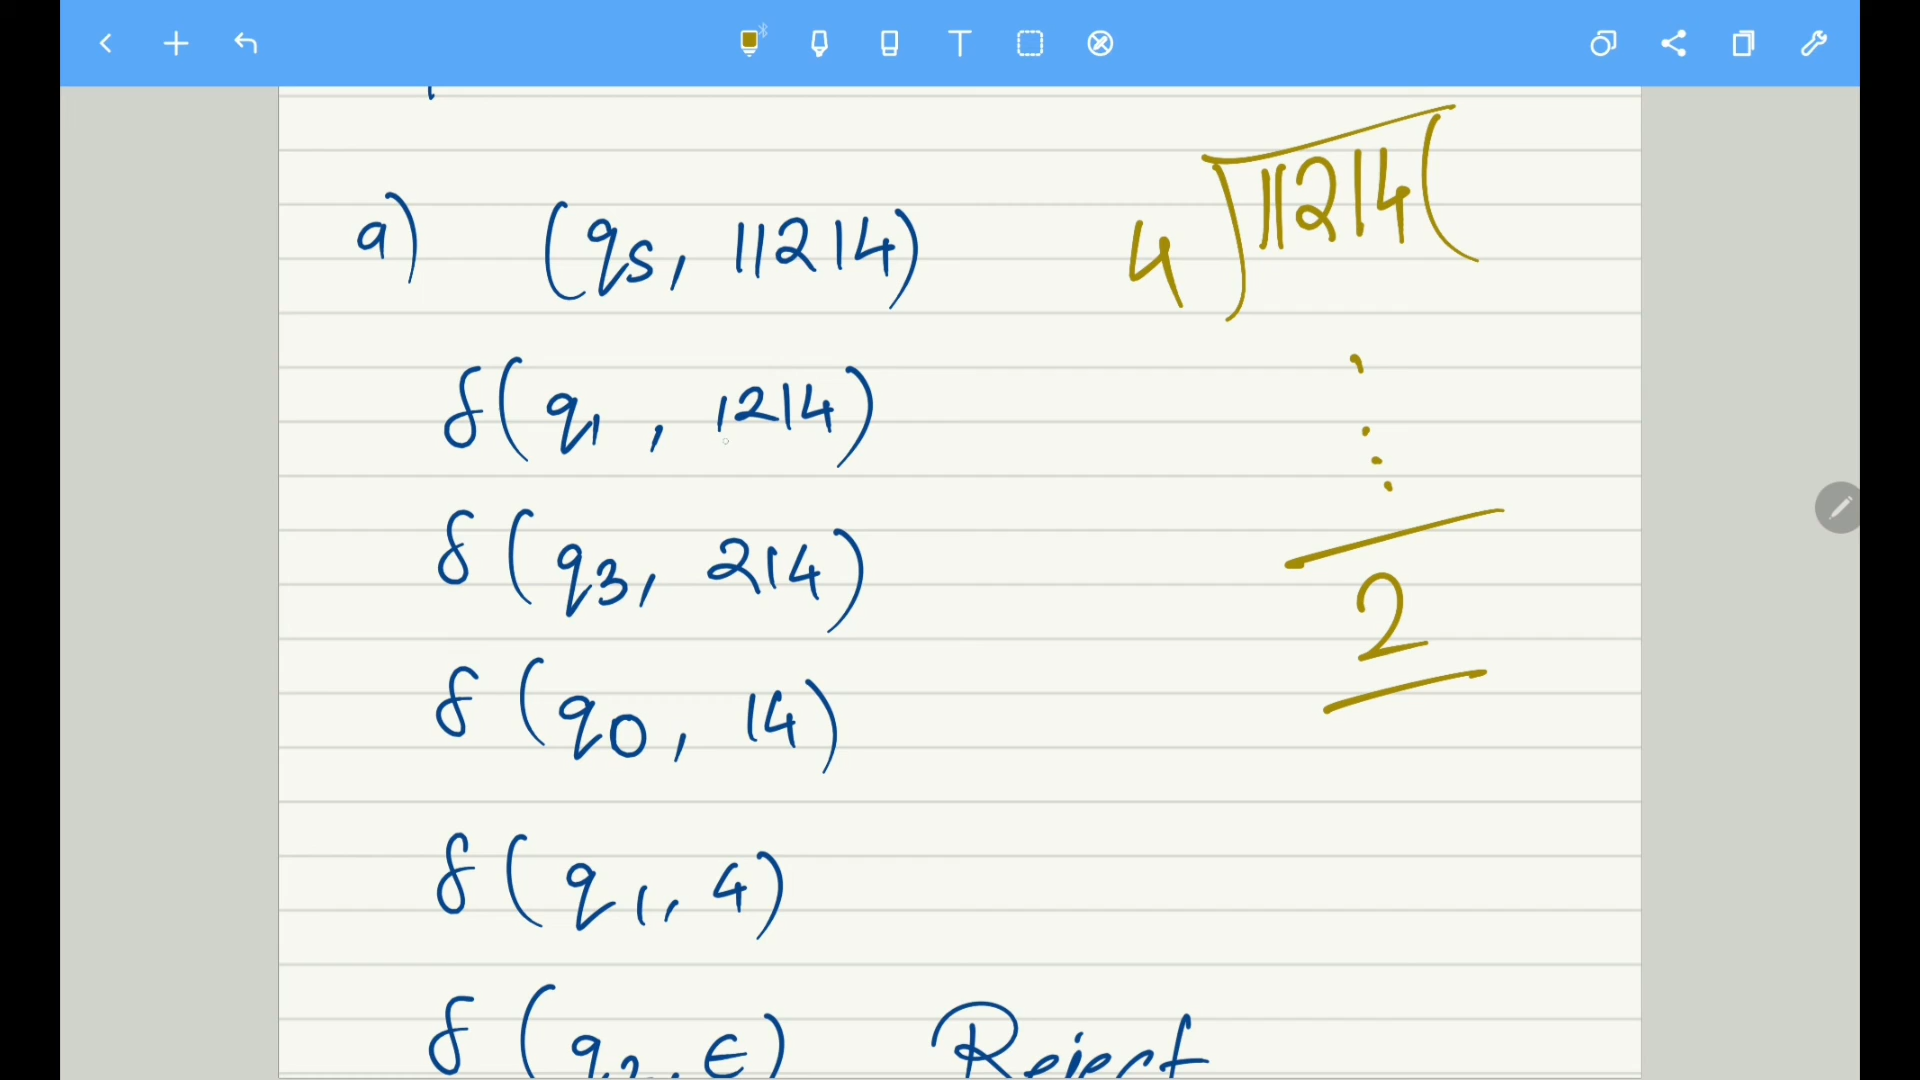 a) (qs, 11214)
δ(q1, 1214)
δ(q3, 214)
δ(q0, 14)
δ(q1, 4)
δ(q2, ϵ) Reject
4 11214(
2